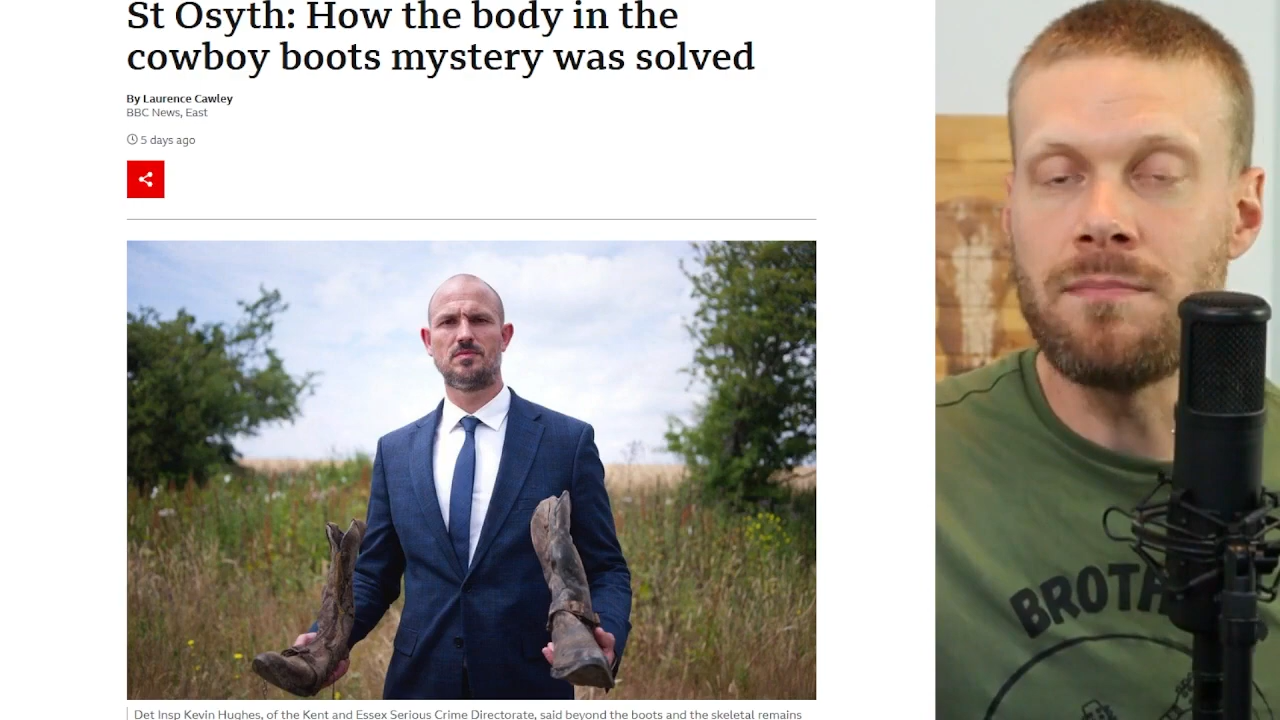 St Osyth: How the body in the
cowboy boots mystery was solved
By Laurence Cawley
BBC News, East
5 days ago
Det Insp Kevin Hughes, of the Kent and Essex Serious Crime Directorate, said beyond the boots and the skeletal remains